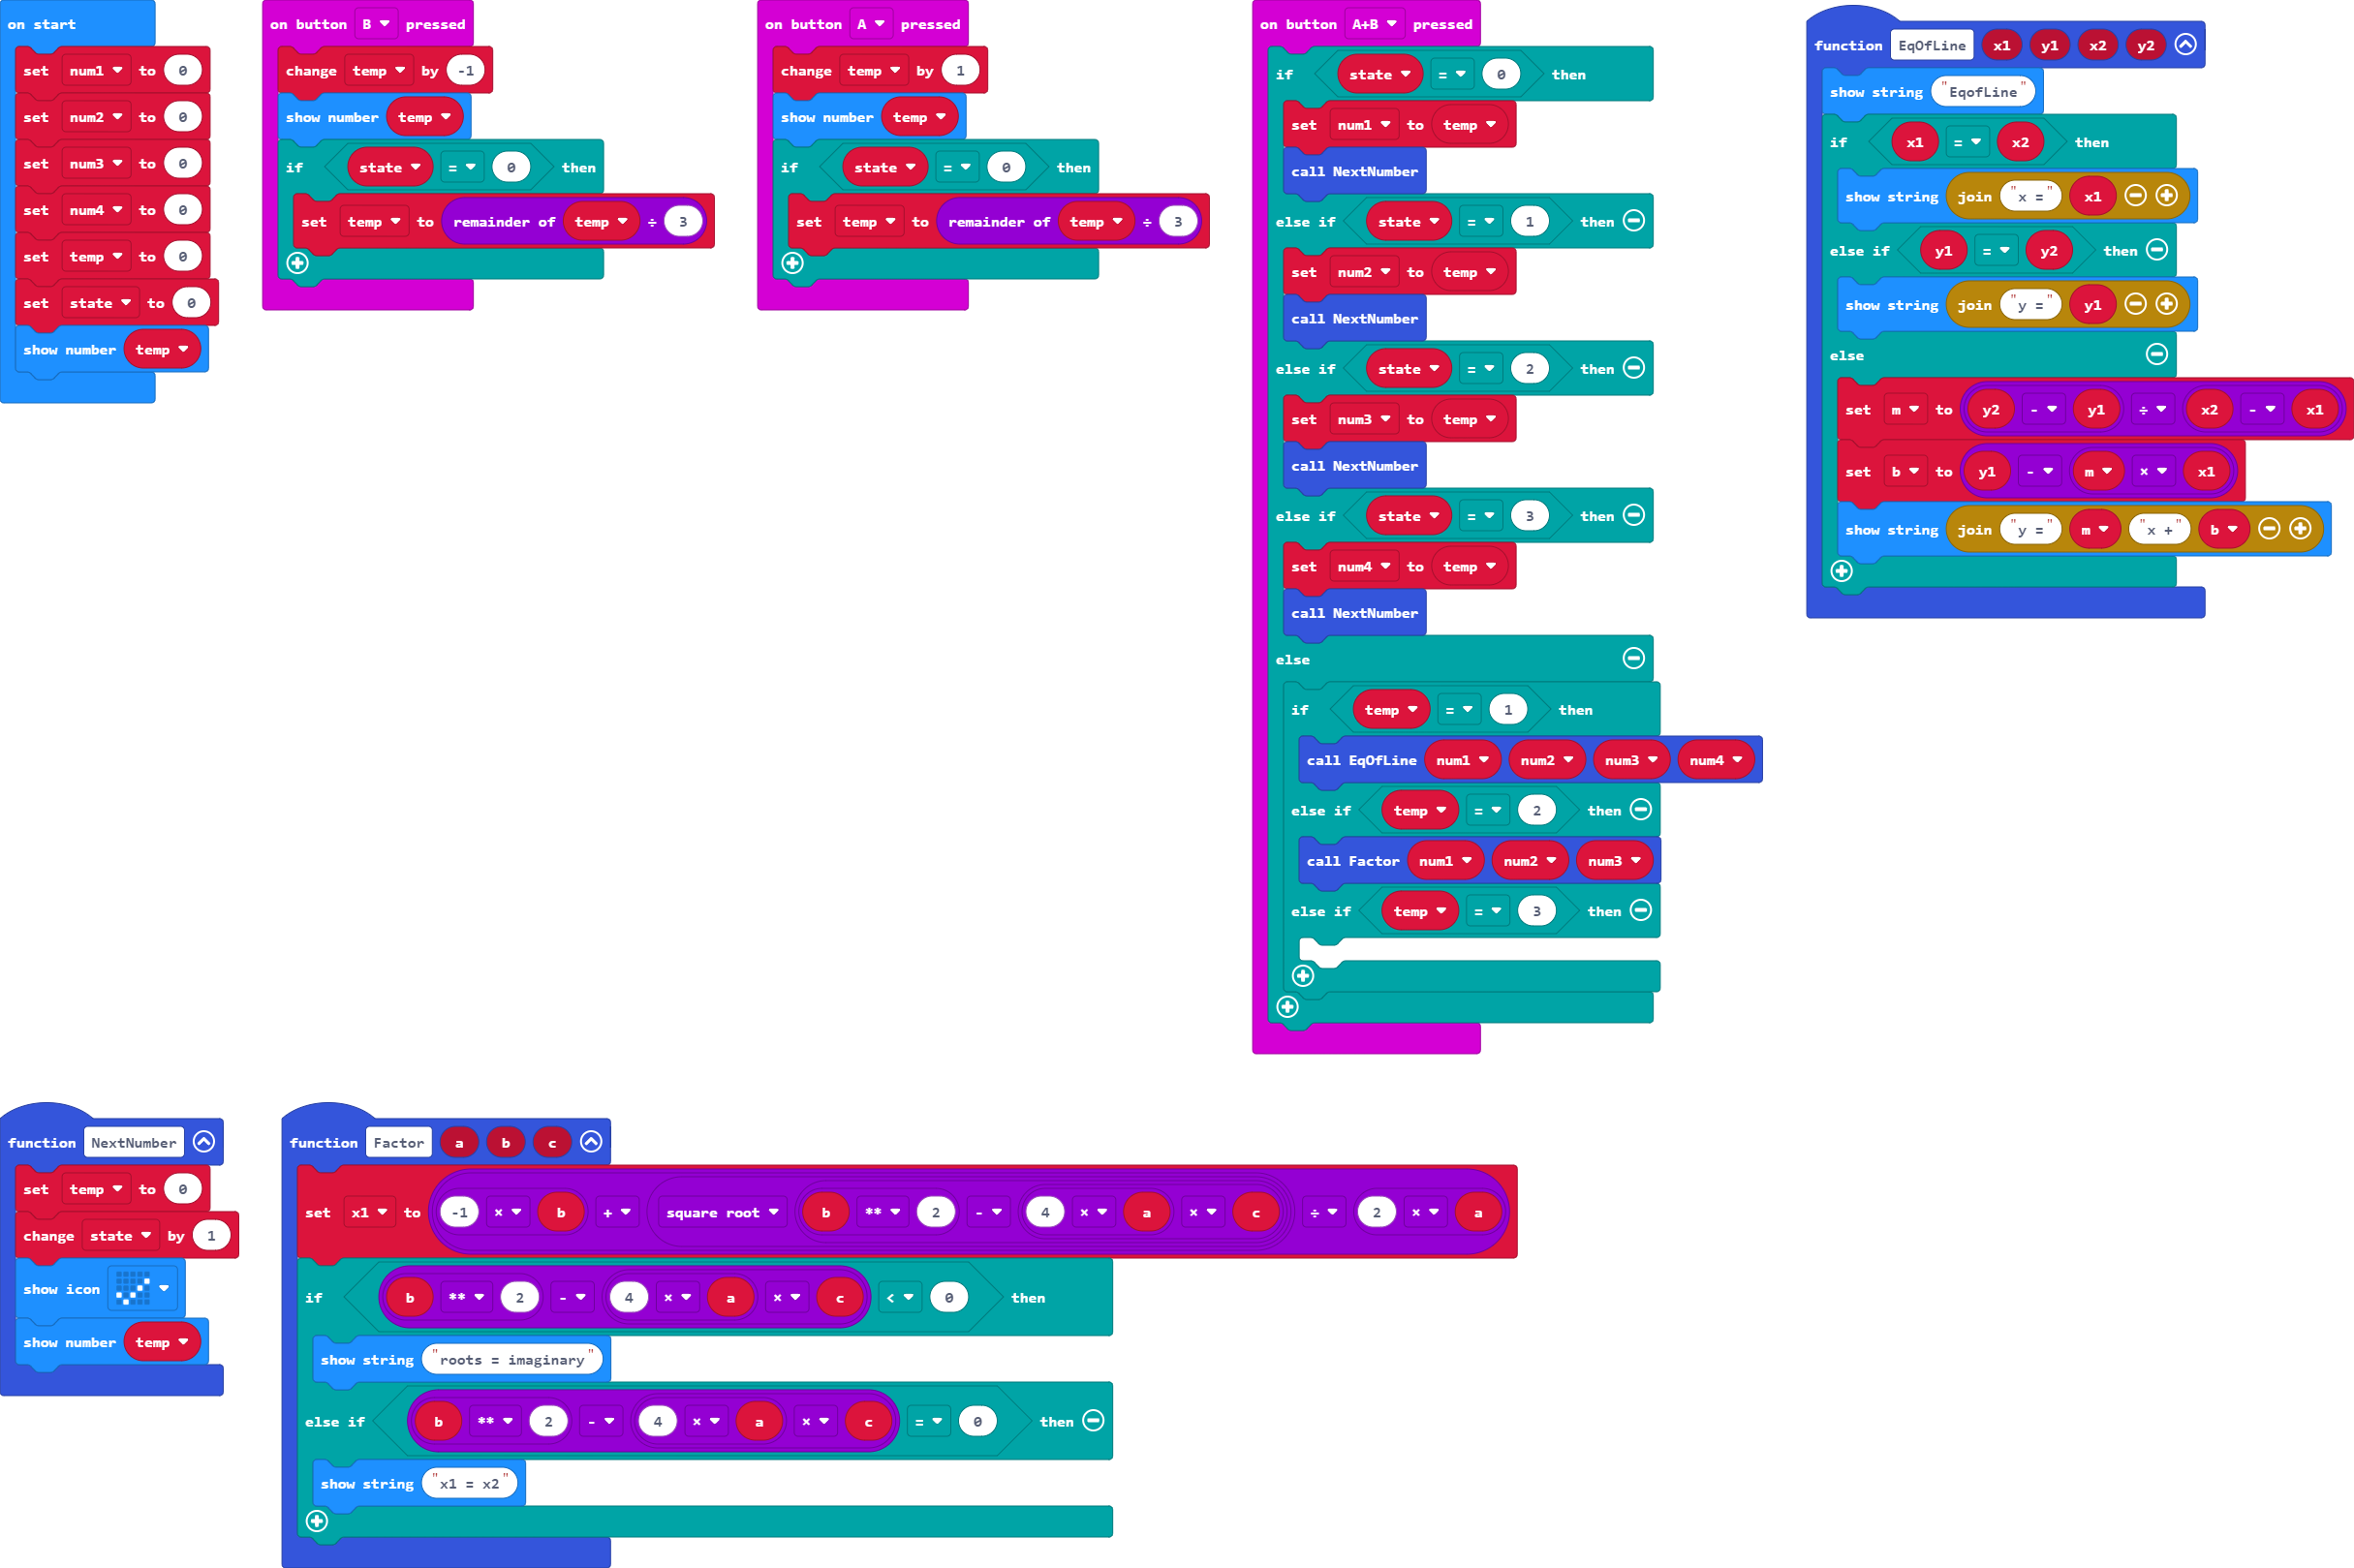 on start
set num1 to 0
set num2 to 0
set num3 to 0
set num4 to 0
set temp to 0
set state to 0
show number temp
on button B pressed
change temp by -1
show number temp
if state = 0 then
set temp to remainder of temp ÷ 3
on button A pressed
change temp by 1
show number temp
if state = 0 then
set temp to remainder of temp ÷ 3
on button A+B pressed
if state = 0 then
set num1 to temp
call NextNumber
else if state = 1 then
set num2 to temp
call NextNumber
else if state = 2 then
set num3 to temp
call NextNumber
else if state = 3 then
set num4 to temp
call NextNumber
else
if temp = 1 then
call EqOfLine num1 num2 num3 num4
else if temp = 2 then
call Factor num1 num2 num3
else if temp = 3 then
function EqOfLine x1 y1 x2 y2
show string "EqofLine"
if x1 = x2 then
show string join "x =" x1
else if y1 = y2 then
show string join "y =" y1
else
set m to y2 - y1 ÷ x2 - x1
set b to y1 - m × x1
show string join "y =" m "x +" b
function NextNumber
set temp to 0
change state by 1
show icon
show number temp
function Factor a b c
set x1 to -1 × b + square root b ** 2 - 4 × a × c ÷ 2 × a
if b ** 2 - 4 × a × c < 0 then
show string "roots = imaginary"
else if b ** 2 - 4 × a × c = 0 then
show string "x1 = x2"